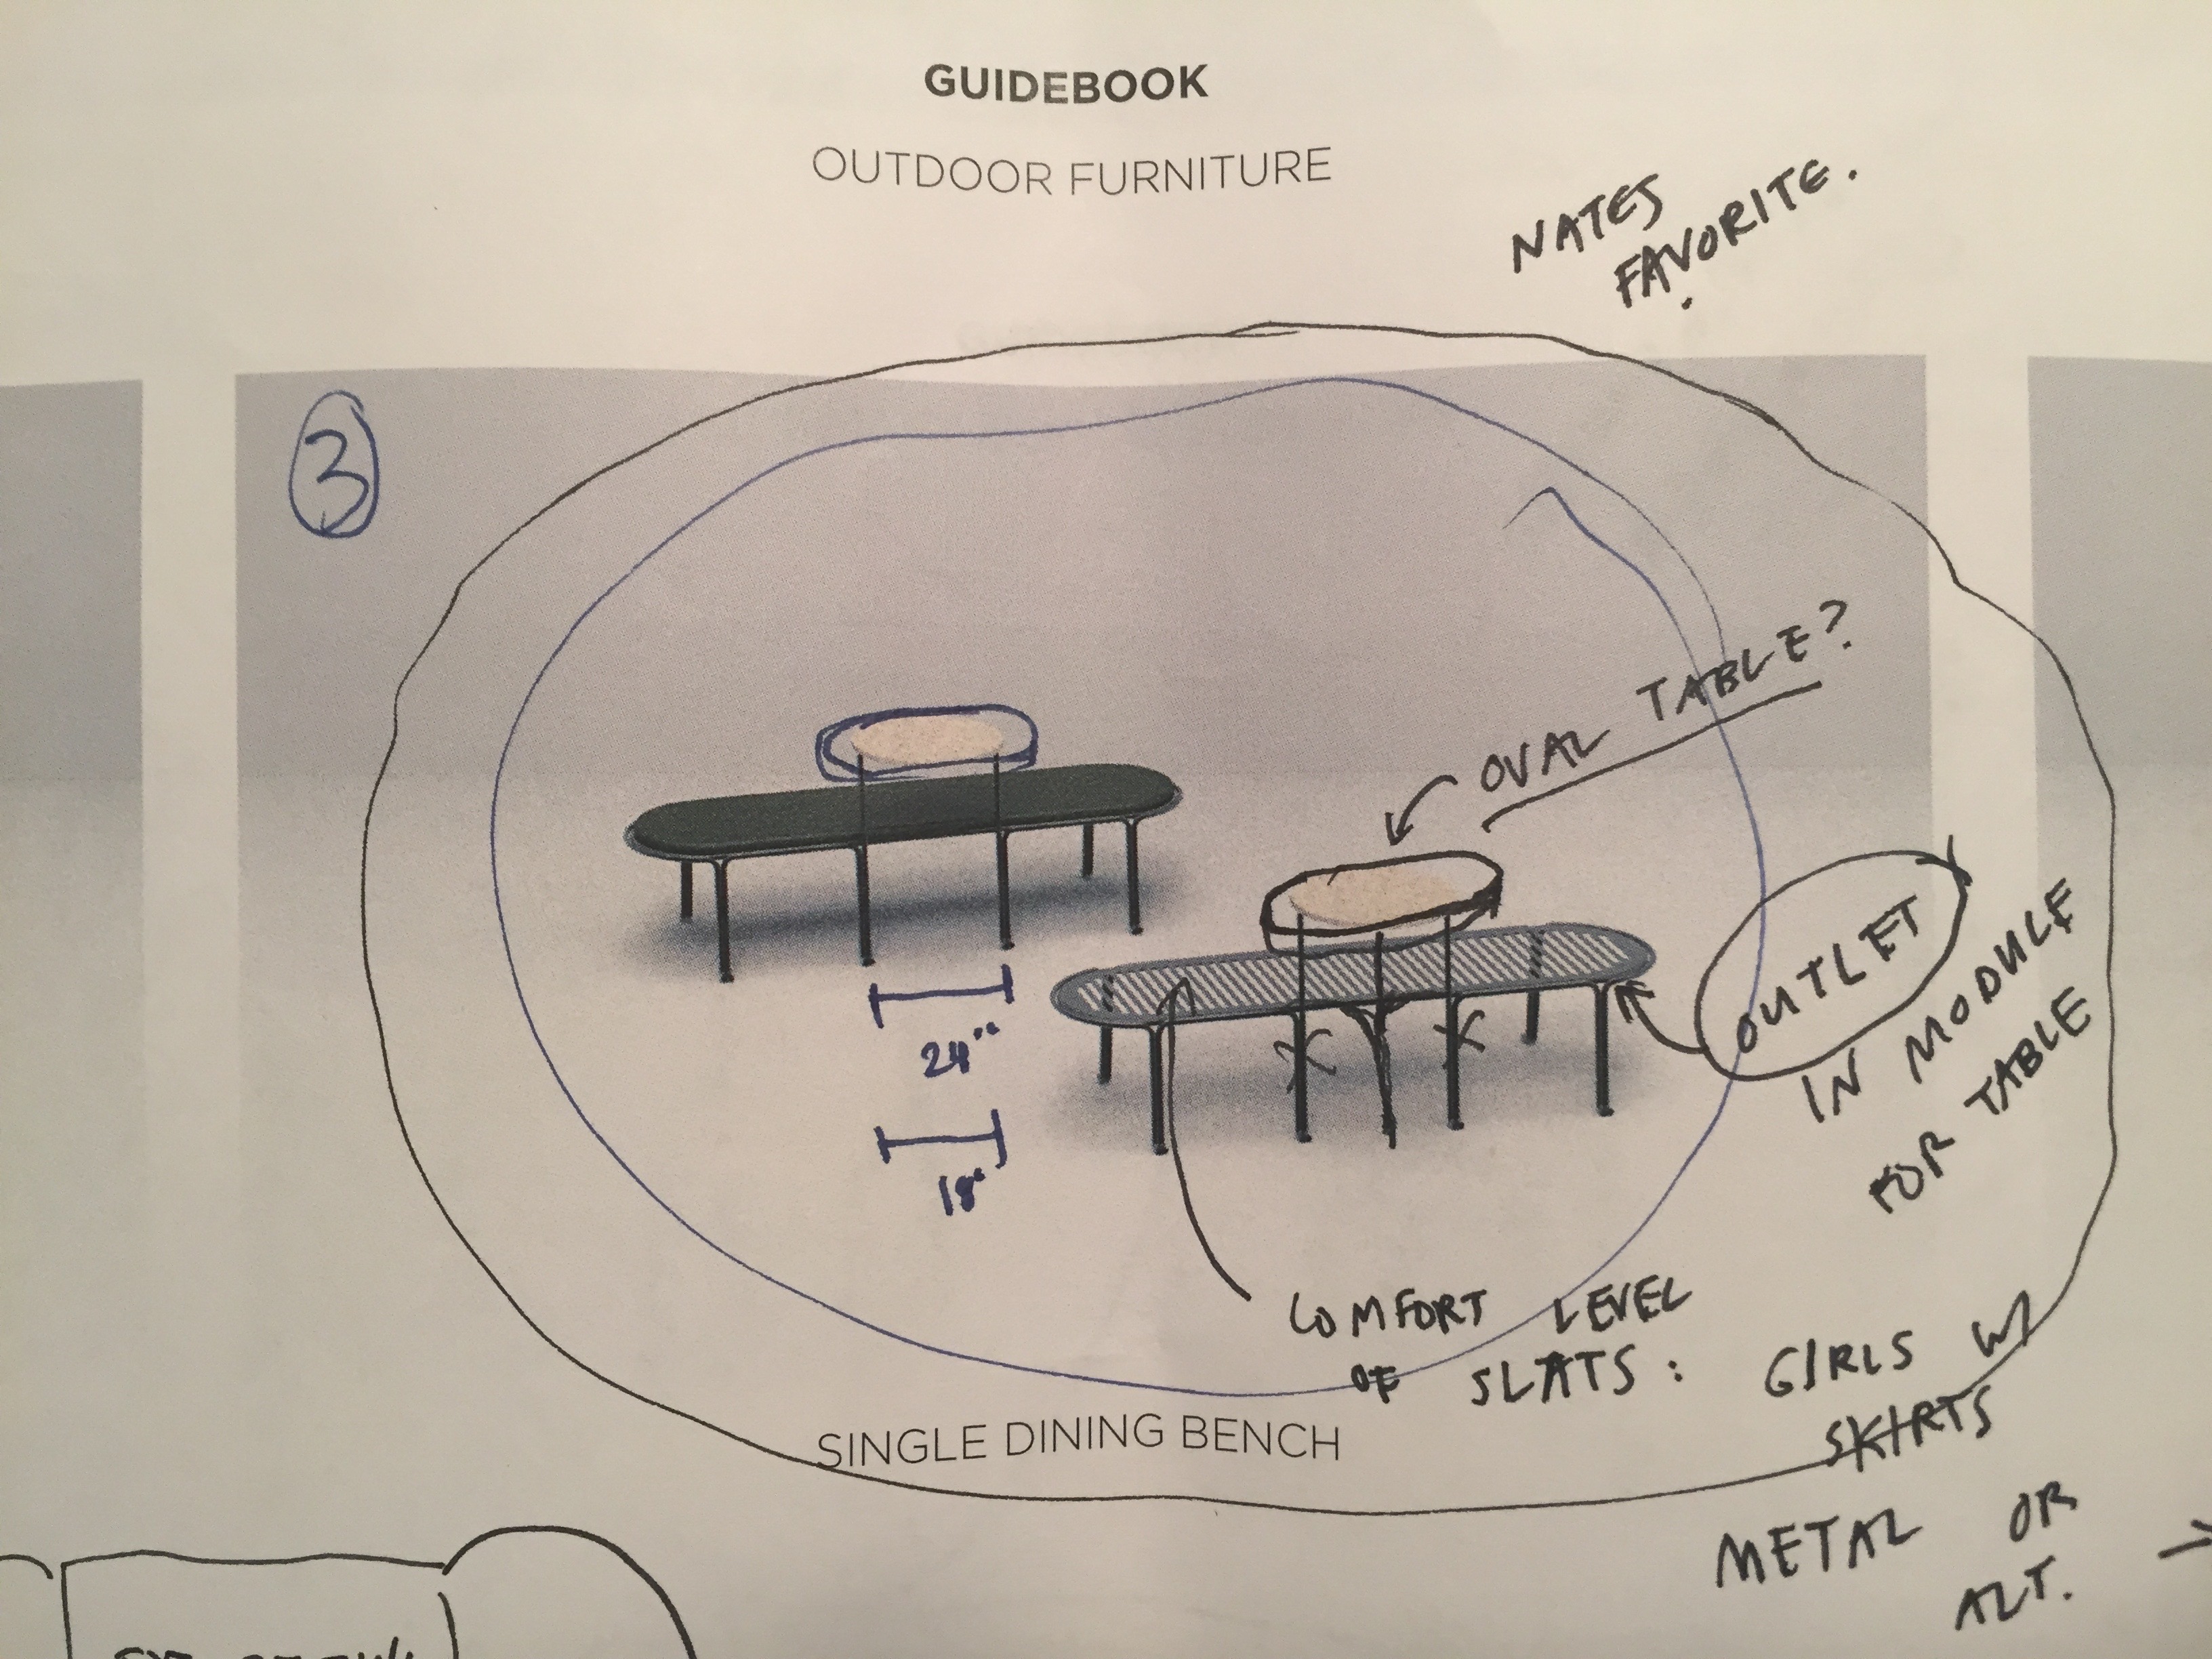 GUIDEBOOK
OUTDOOR FURNITURE
NATES
FAVORITE.
3
OVAL TABLE?
OUTLET
IN MODULE
FOR TABLE
24"
18"
COMFORT LEVEL
OF SLATS: GIRLS W/
SKIRTS
SINGLE DINING BENCH
METAL OR
ALT.